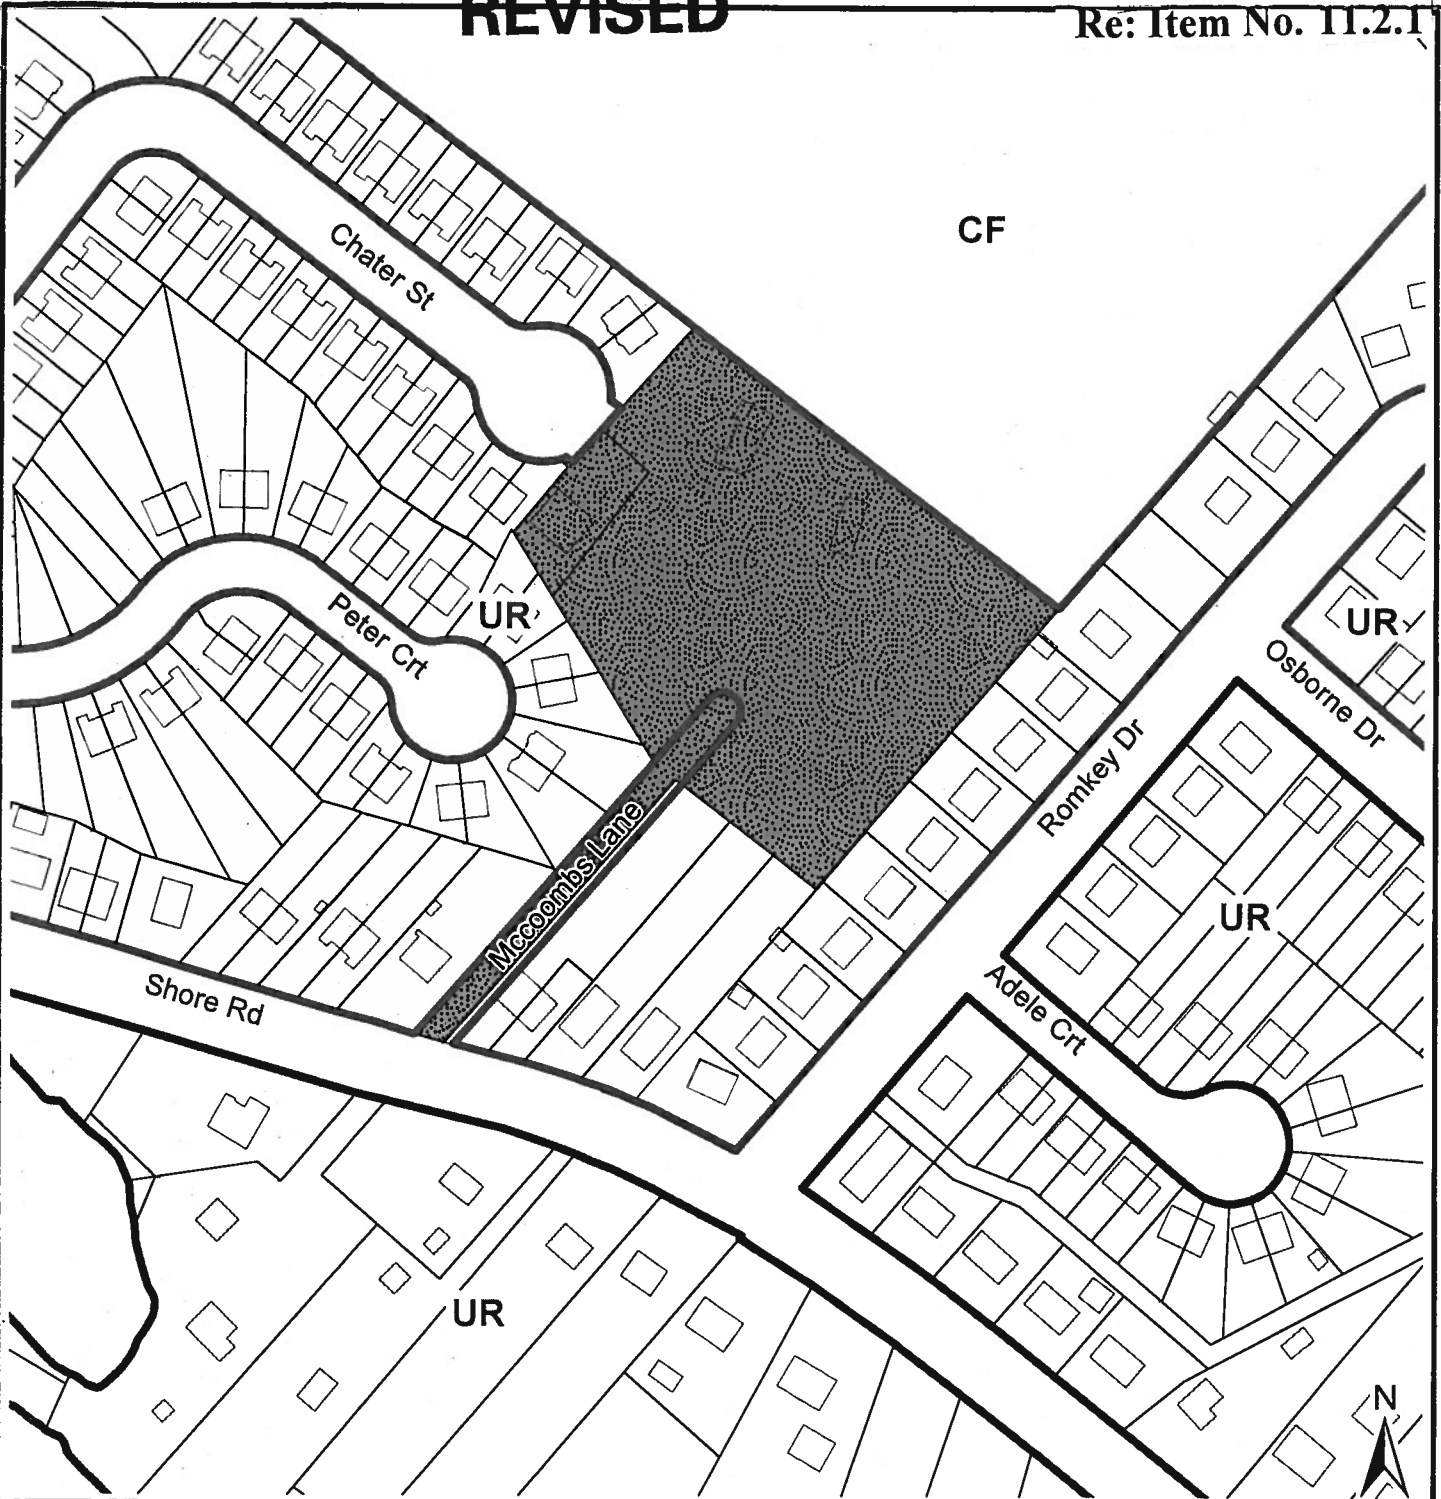 REVISED
Re: Item No. 11.2.1
CF
Chater St
UR
Peter Crt
UR
Osborne Dr
Romkey Dr
Mccoombs Lane
UR
Shore Rd
Adele Crt
UR
N